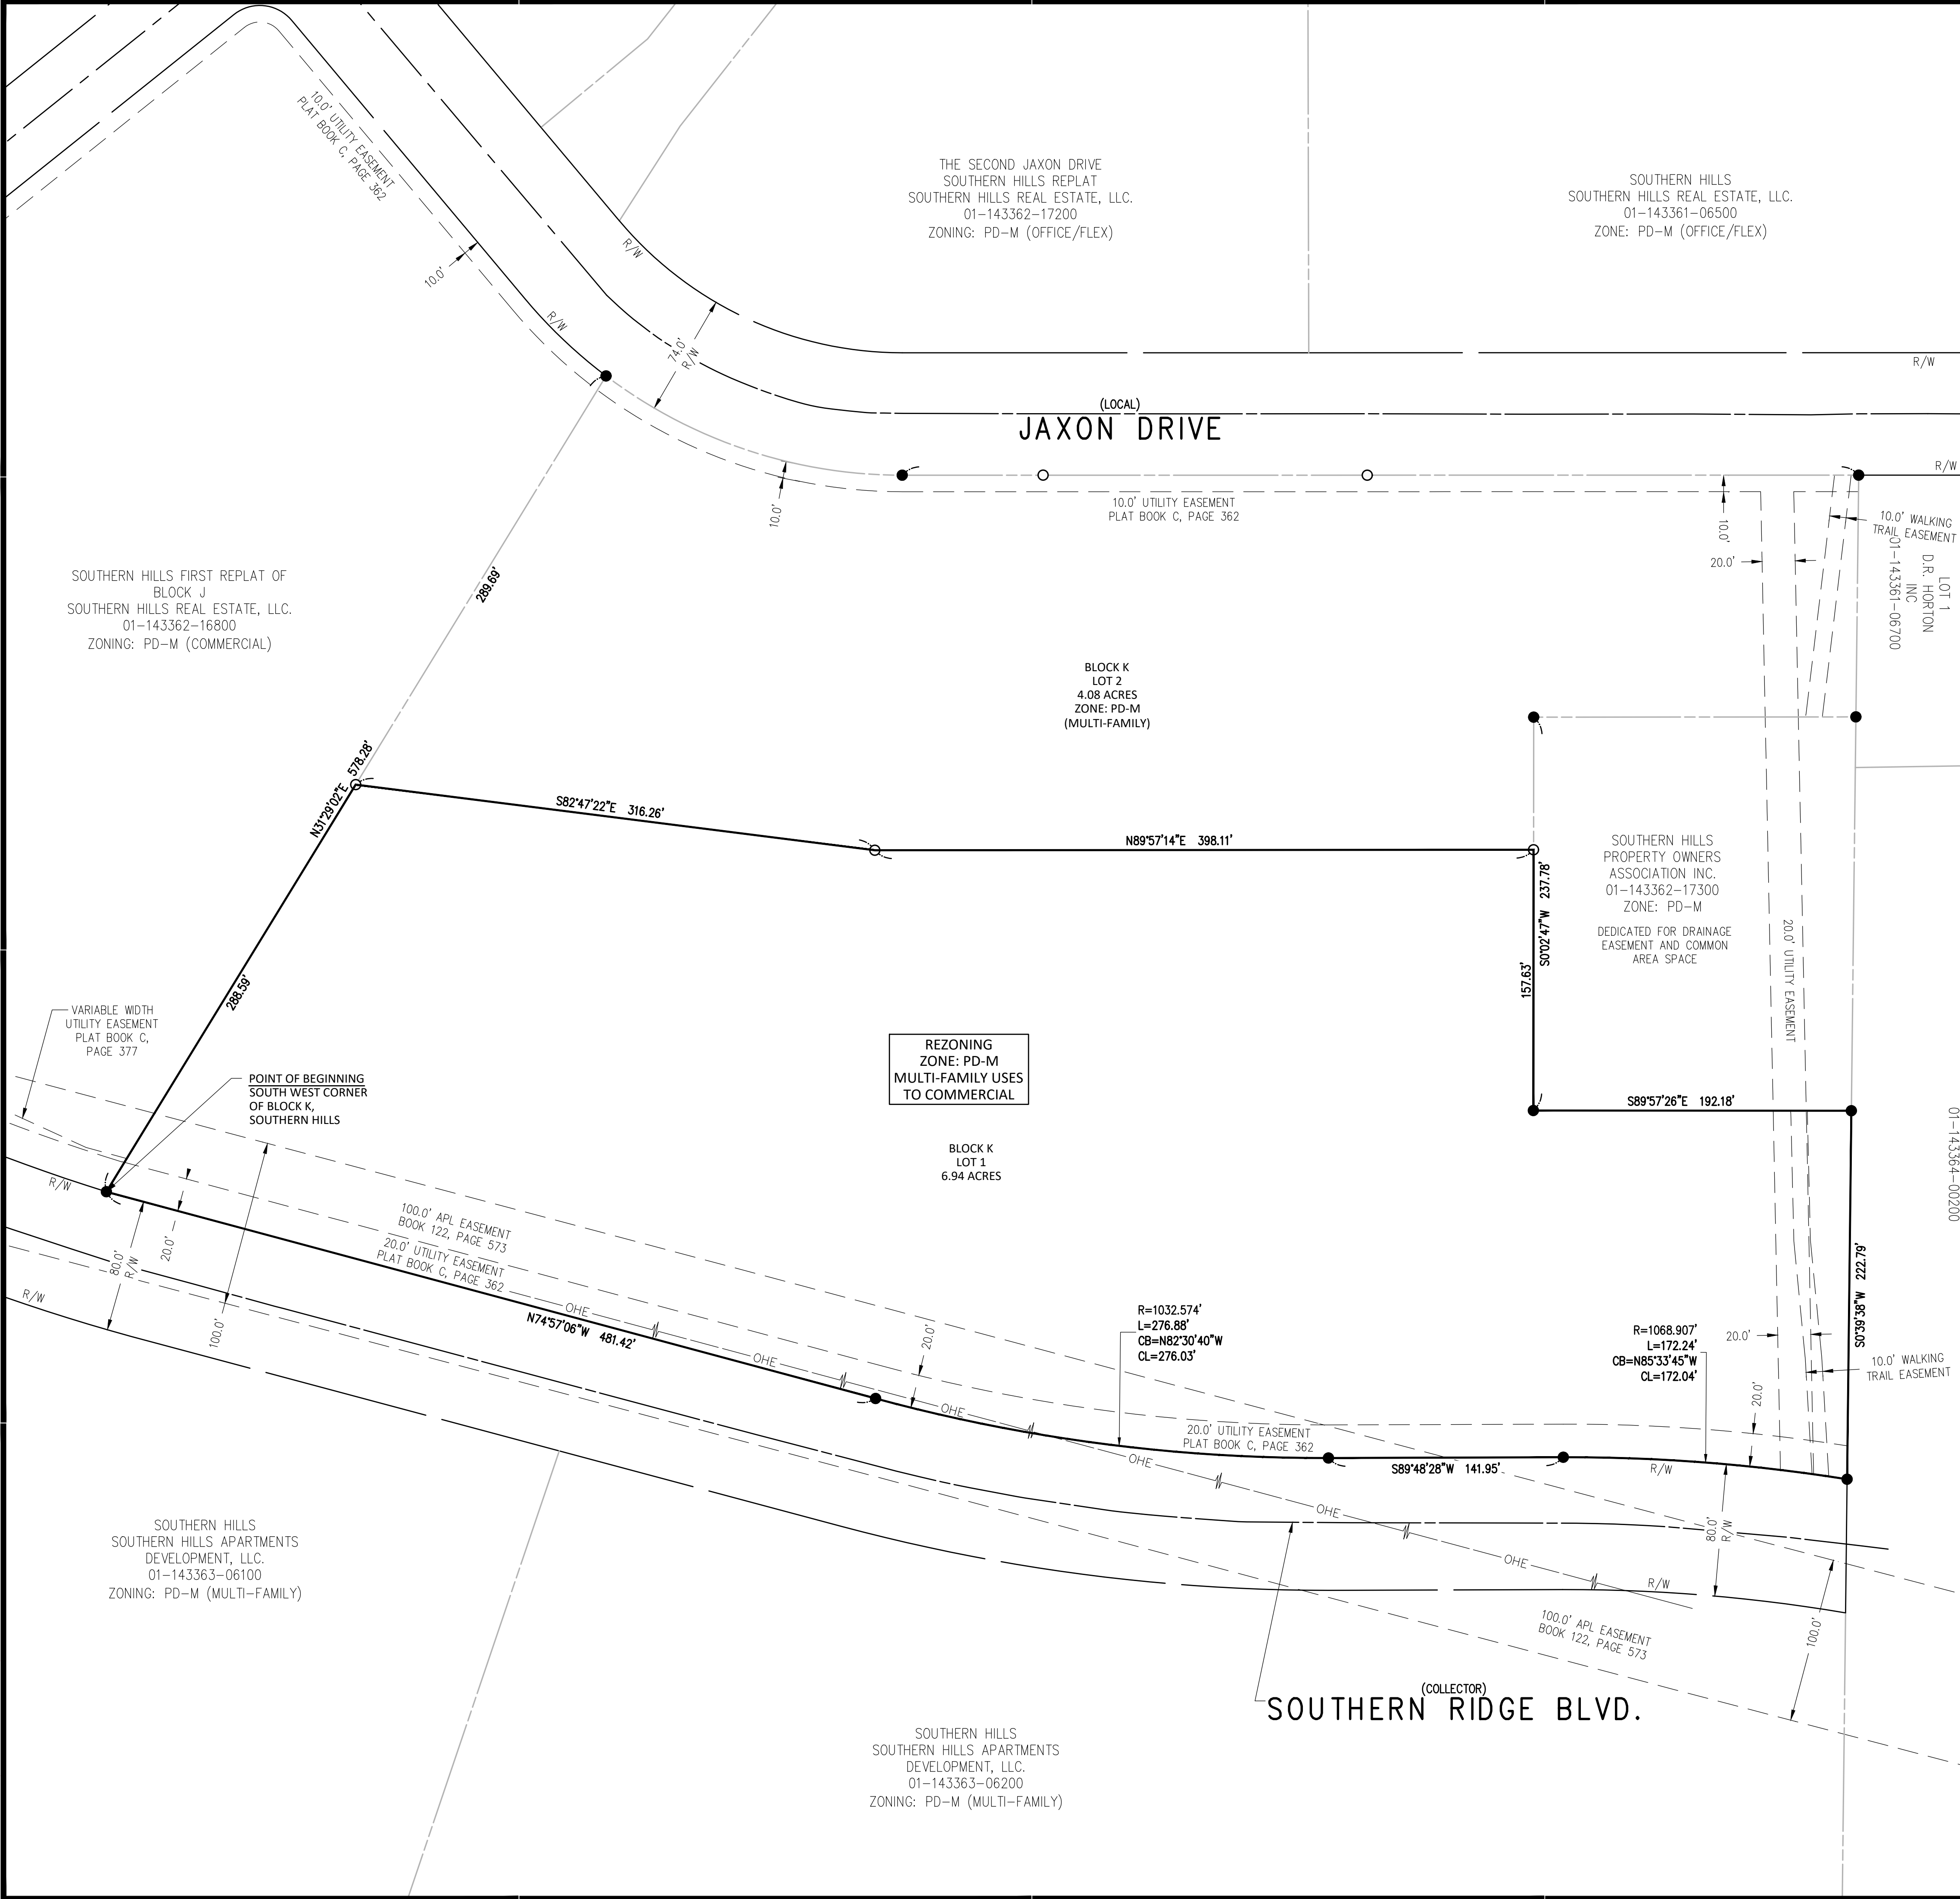 10.0' UTILITY EASEMENT
PLAT BOOK C, PAGE 362
10.0'
R/W
R/W
74.0'
R/W
THE SECOND JAXON DRIVE
SOUTHERN HILLS REPLAT
SOUTHERN HILLS REAL ESTATE, LLC.
01-143362-17200
ZONING: PD-M (OFFICE/FLEX)
SOUTHERN HILLS
SOUTHERN HILLS REAL ESTATE, LLC.
01-143361-06500
ZONE: PD-M (OFFICE/FLEX)
R/W
(LOCAL)
JAXON DRIVE
R/W
10.0'
10.0' UTILITY EASEMENT
PLAT BOOK C, PAGE 362
10.0'
20.0'
10.0' WALKING
TRAIL EASEMENT
LOT 1
D.R. HORTON
INC
01-143361-06700
SOUTHERN HILLS FIRST REPLAT OF
BLOCK J
SOUTHERN HILLS REAL ESTATE, LLC.
01-143362-16800
ZONING: PD-M (COMMERCIAL)
289.69'
BLOCK K
LOT 2
4.08 ACRES
ZONE: PD-M
(MULTI-FAMILY)
N31°29'02"E 578.28'
S82°47'22"E 316.26'
N89°57'14"E 398.11'
S0°02'47"W 237.78'
157.63'
SOUTHERN HILLS
PROPERTY OWNERS
ASSOCIATION INC.
01-143362-17300
ZONE: PD-M
DEDICATED FOR DRAINAGE
EASEMENT AND COMMON
AREA SPACE
20.0' UTILITY EASEMENT
288.59'
VARIABLE WIDTH
UTILITY EASEMENT
PLAT BOOK C,
PAGE 377
POINT OF BEGINNING
SOUTH WEST CORNER
OF BLOCK K,
SOUTHERN HILLS
REZONING
ZONE: PD-M
MULTI-FAMILY USES
TO COMMERCIAL
BLOCK K
LOT 1
6.94 ACRES
S89°57'26"E 192.18'
01-143364-00200
S0°39'38"W 222.79'
R/W
R/W
80.0'
R/W
20.0'
100.0'
100.0' APL EASEMENT
BOOK 122, PAGE 573
20.0' UTILITY EASEMENT
PLAT BOOK C, PAGE 362
OHE
N74°57'06"W 481.42'
OHE
20.0'
OHE
R=1032.574'
L=276.88'
CB=N82°30'40"W
CL=276.03'
R=1068.907'
L=172.24'
CB=N85°33'45"W
CL=172.04'
20.0'
20.0'
10.0' WALKING
TRAIL EASEMENT
20.0' UTILITY EASEMENT
PLAT BOOK C, PAGE 362
OHE
S89°48'28"W 141.95'
R/W
OHE
80.0'
R/W
OHE
R/W
100.0' APL EASEMENT
BOOK 122, PAGE 573
100.0'
(COLLECTOR)
SOUTHERN RIDGE BLVD.
SOUTHERN HILLS
SOUTHERN HILLS APARTMENTS
DEVELOPMENT, LLC.
01-143363-06100
ZONING: PD-M (MULTI-FAMILY)
SOUTHERN HILLS
SOUTHERN HILLS APARTMENTS
DEVELOPMENT, LLC.
01-143363-06200
ZONING: PD-M (MULTI-FAMILY)